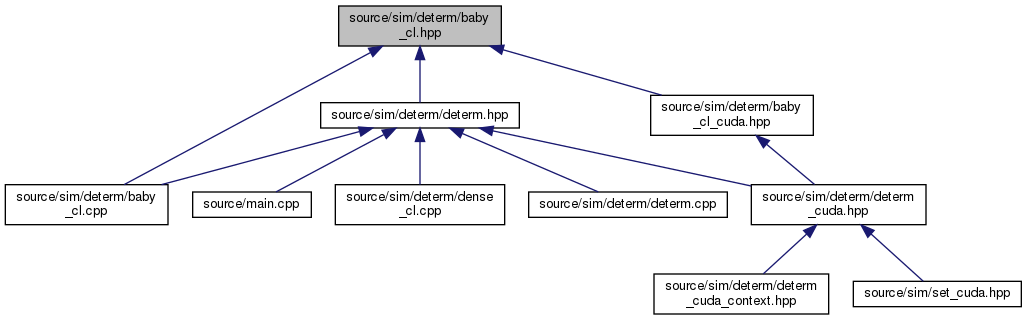 source/sim/determ/baby
_cl.hpp
source/sim/determ/determ.hpp
source/sim/determ/baby
_cl_cuda.hpp
source/sim/determ/baby
_cl.cpp
source/main.cpp
source/sim/determ/dense
_cl.cpp
source/sim/determ/determ.cpp
source/sim/determ/determ
_cuda.hpp
source/sim/determ/determ
_cuda_context.hpp
source/sim/set_cuda.hpp